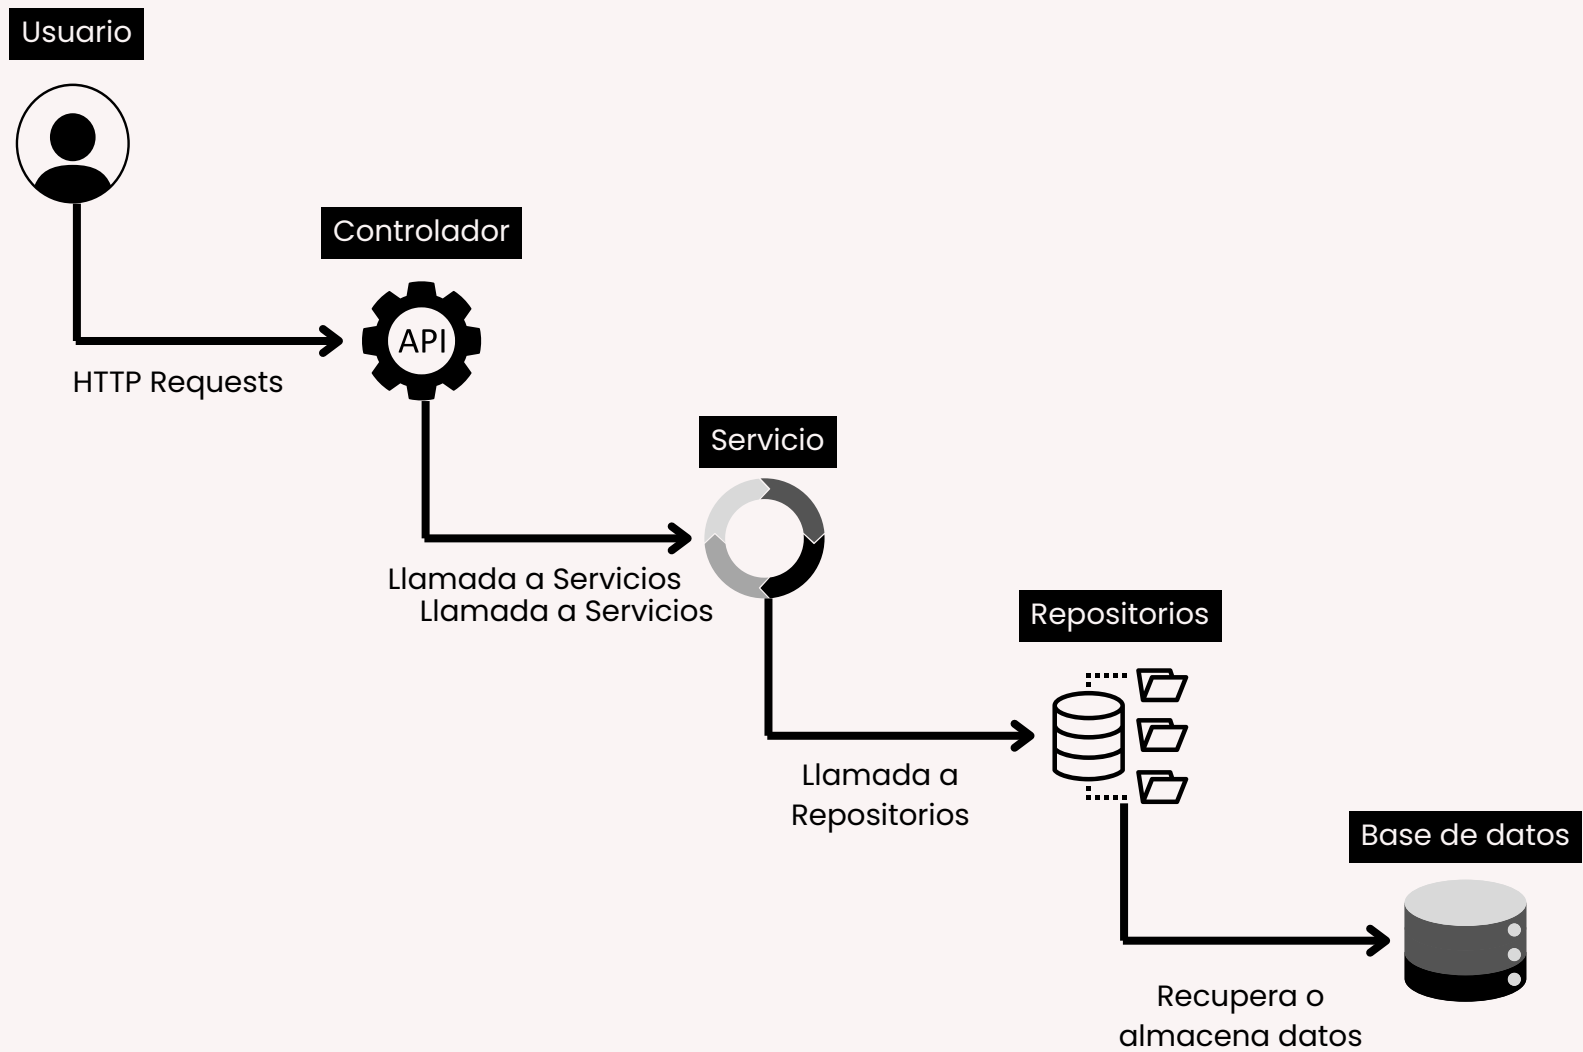 Usuario
Controlador
API
HTTP Requests
Servicio
Llamada a Servicios
Llamada a Servicios
Repositorios
Llamada a
Repositorios
Base de datos
Recupera o
almacena datos